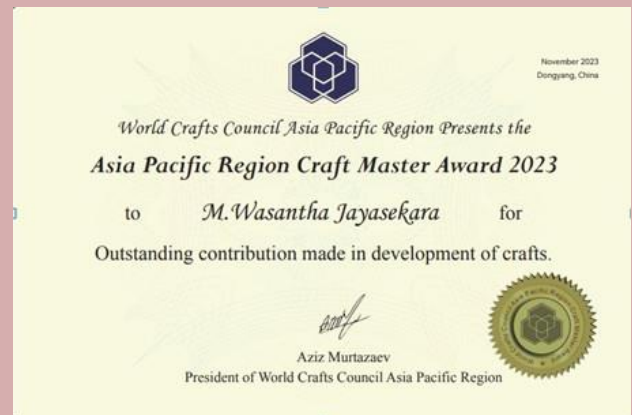 November 2023
Dongyang, China
World Crafts Council Asia Pacific Region Presents the
Asia Pacific Region Craft Master Award 2023
to M.Wasantha Jayasekara for
Outstanding contribution made in development of crafts.
Aziz Murtazaev
President of World Crafts Council Asia Pacific Region